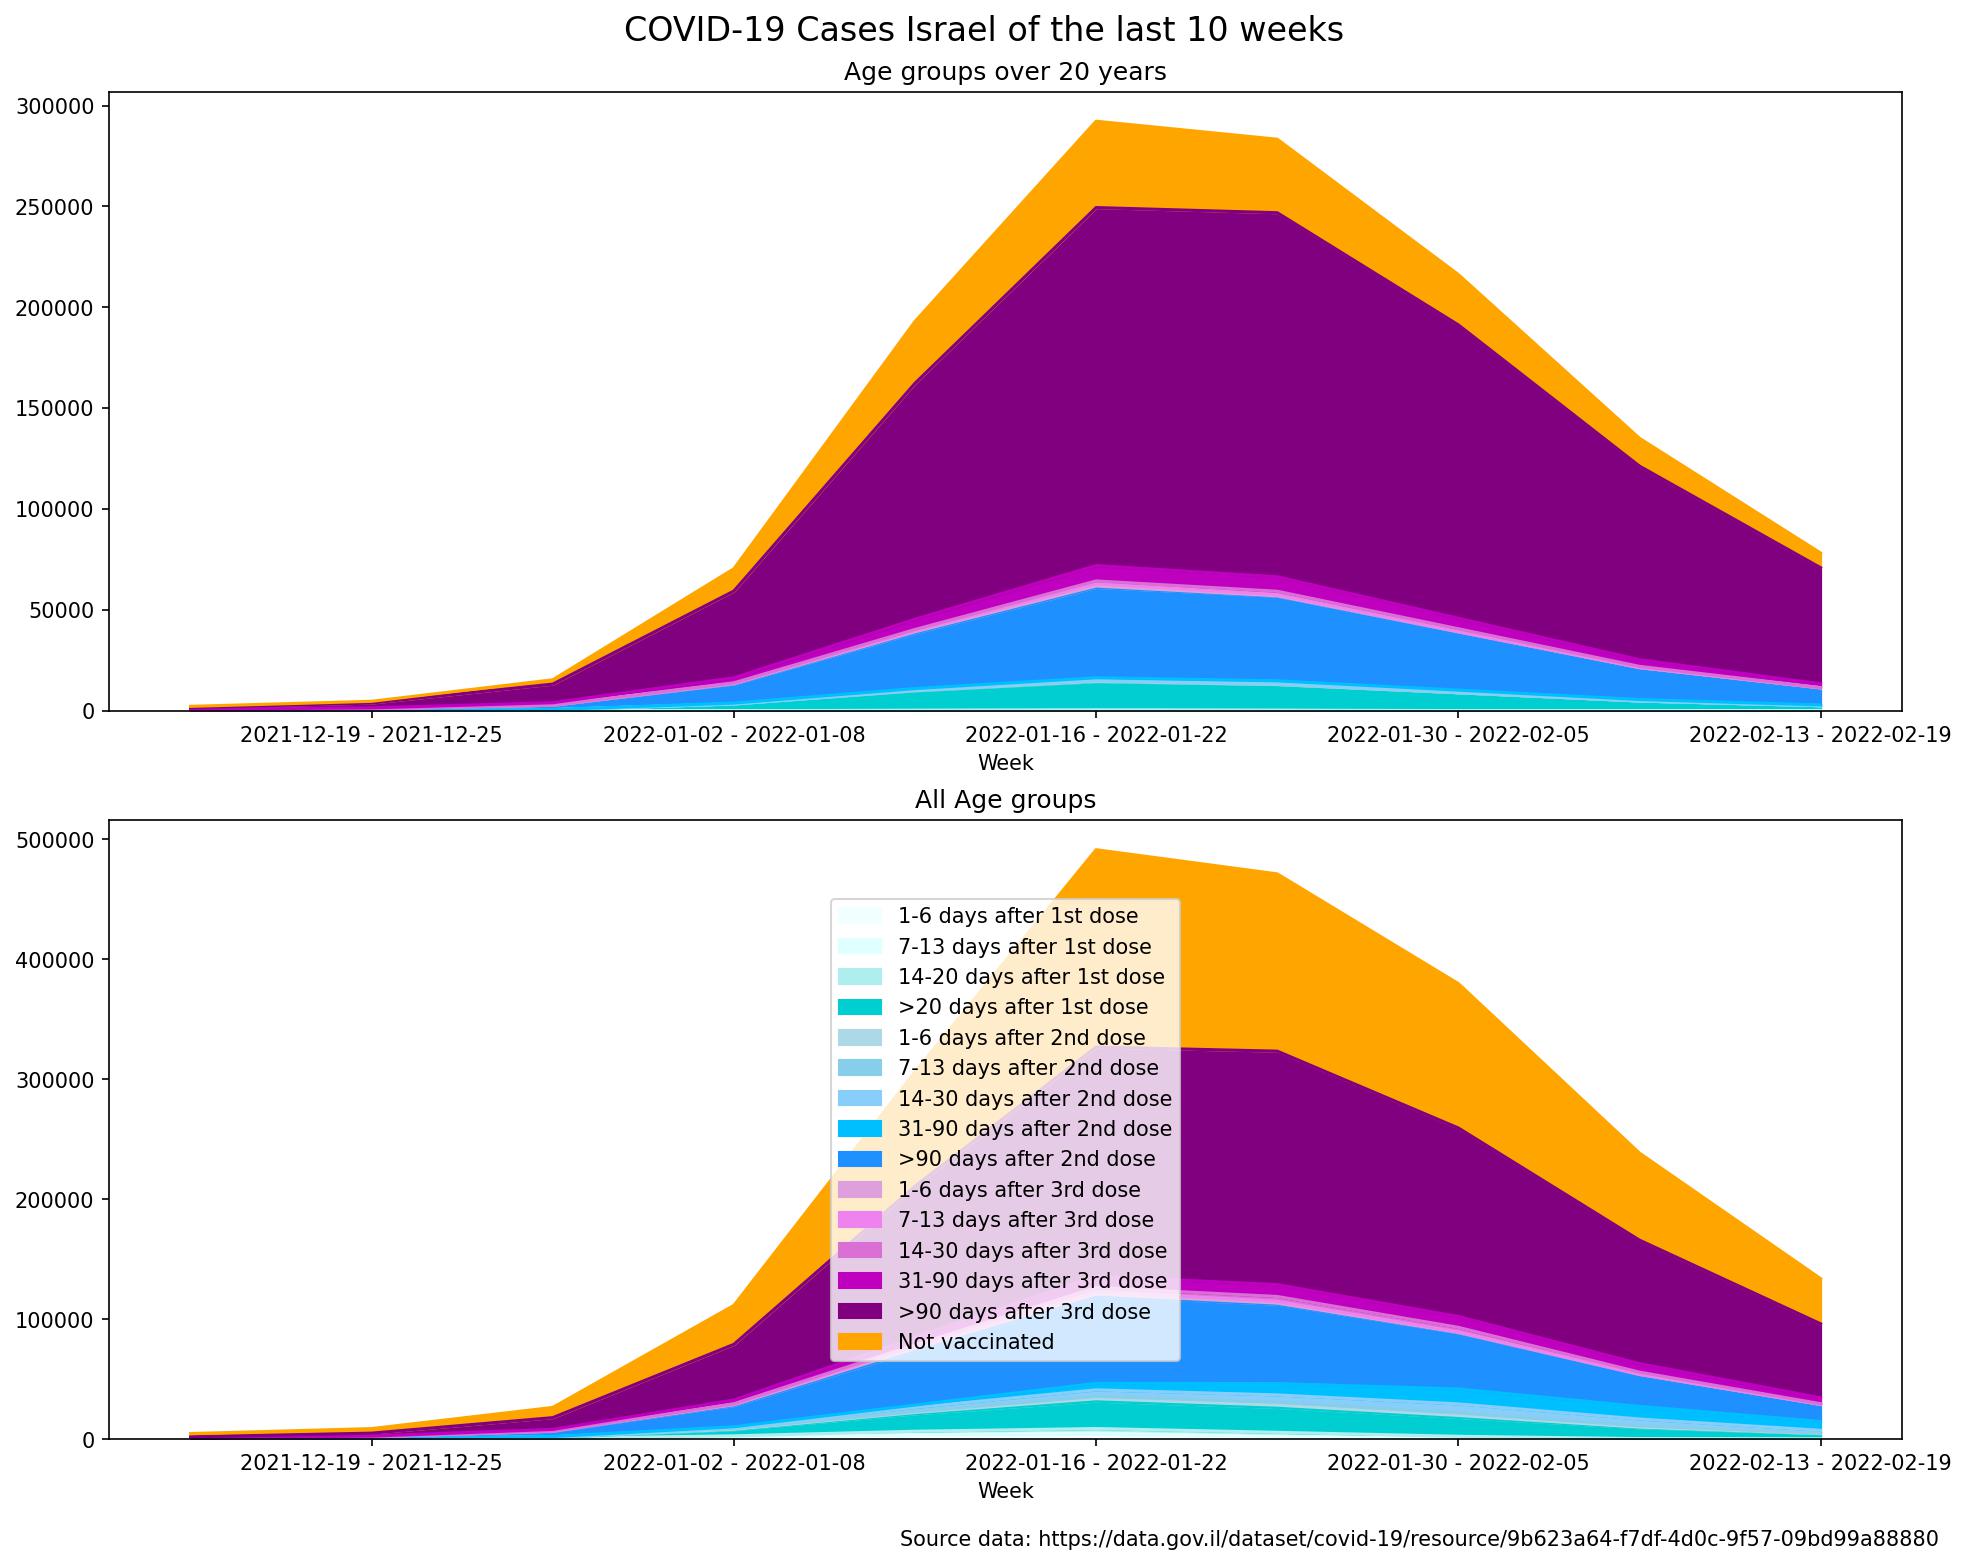 COVID-19 Cases Israel of the last 10 weeks
Age groups over 20 years
300000
250000
200000
150000
100000
50000
0
2021-12-19 - 2021-12-25 2022-01-02 - 2022-01-08 2022-01-16 - 2022-01-22 2022-01-30 - 2022-02-05 2022-02-13 - 2022-02-19
Week
All Age groups
500000
400000
300000
200000
100000
0
1-6 days after 1st dose
7-13 days after 1st dose
14-20 days after 1st dose
>20 days after 1st dose
1-6 days after 2nd dose
7-13 days after 2nd dose
14-30 days after 2nd dose
31-90 days after 2nd dose
>90 days after 2nd dose
1-6 days after 3rd dose
7-13 days after 3rd dose
14-30 days after 3rd dose
31-90 days after 3rd dose
>90 days after 3rd dose
Not vaccinated
2021-12-19 - 2021-12-25 2022-01-02 - 2022-01-08 2022-01-16 - 2022-01-22 2022-01-30 - 2022-02-05 2022-02-13 - 2022-02-19
Week
Source data: https://data.gov.il/dataset/covid-19/resource/9b623a64-f7df-4d0c-9f57-09bd99a88880